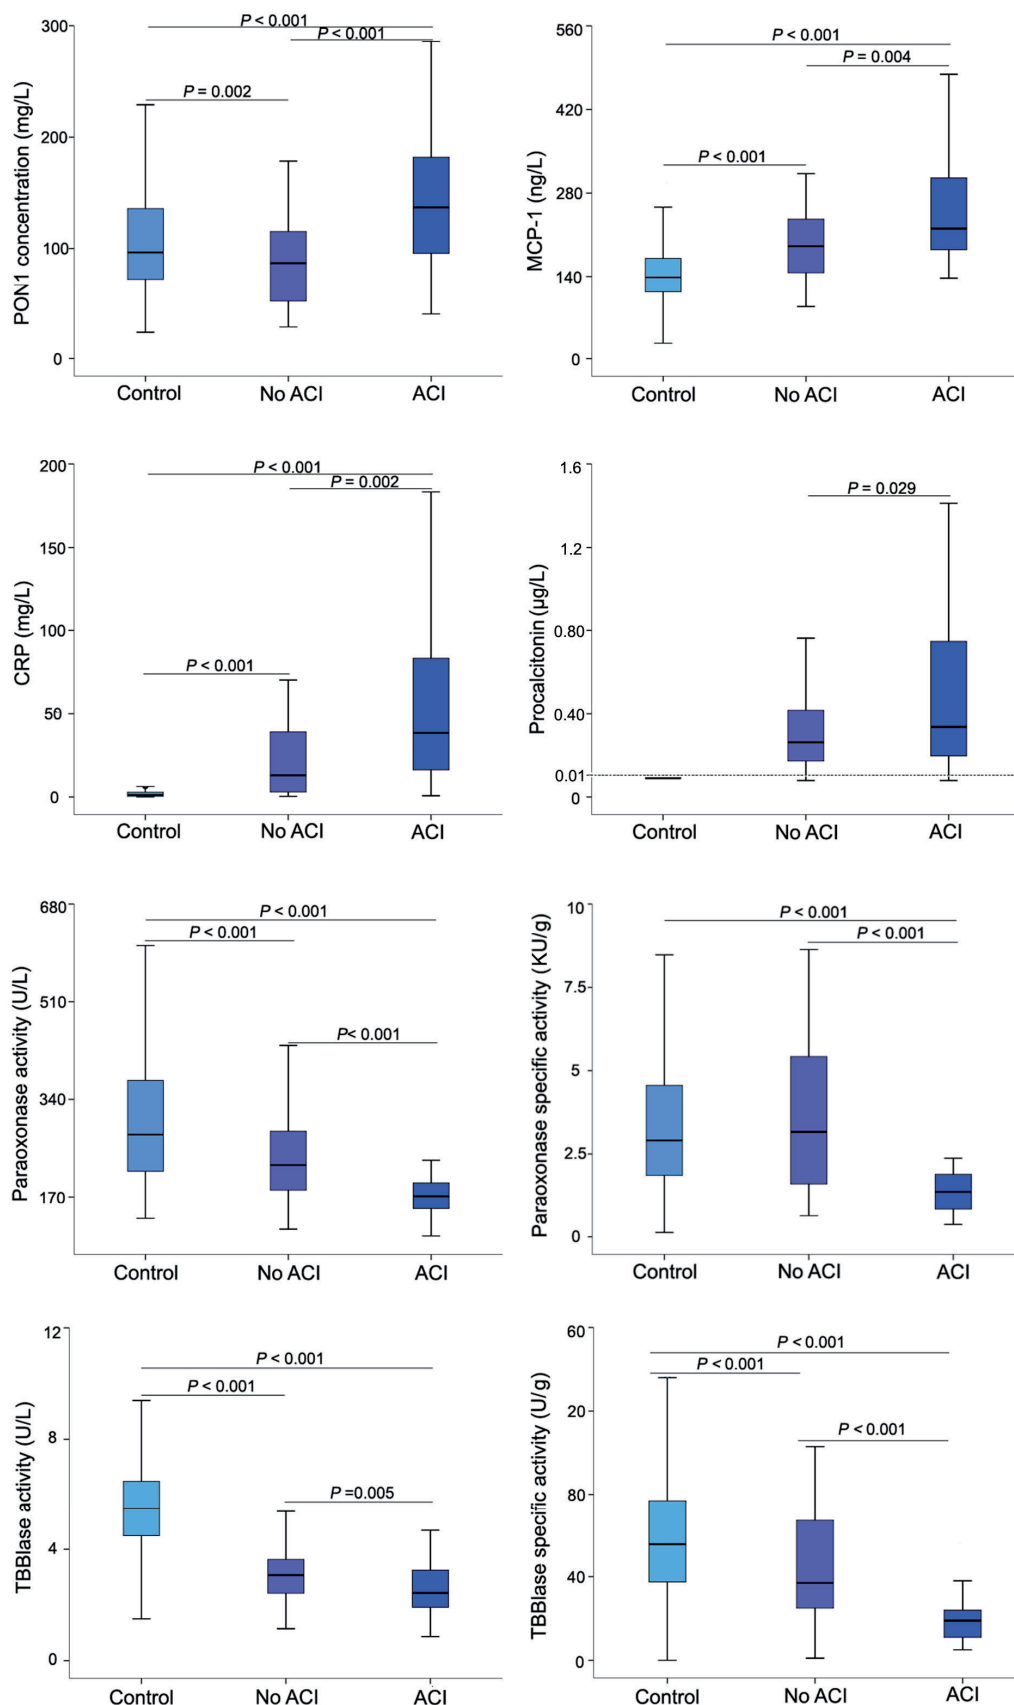 PON1 concentration (mg/L)
300
200
100
0
P < 0.001
P < 0.001
P = 0.002
Control
No ACI
ACI
MCP-1 (ng/L)
560
420
280
140
0
P < 0.001
P = 0.004
P < 0.001
Control
No ACI
ACI
CRP (mg/L)
200
150
100
50
0
P < 0.001
P = 0.002
P < 0.001
Control
No ACI
ACI
Procalcitonin (µg/L)
1.6
1.2
0.80
0.40
0.01
0
P = 0.029
Control
No ACI
ACI
Paraoxonase activity (U/L)
680
510
340
170
P < 0.001
P < 0.001
P< 0.001
Control
No ACI
ACI
Paraoxonase specific activity (KU/g)
10
7.5
5
2.5
0
P < 0.001
P < 0.001
Control
No ACI
ACI
TBBlase activity (U/L)
12
8
4
0
P < 0.001
P < 0.001
P =0.005
Control
No ACI
ACI
TBBlase specific activity (U/g)
60
20
80
40
0
P < 0.001
P < 0.001
P < 0.001
Control
No ACI
ACI